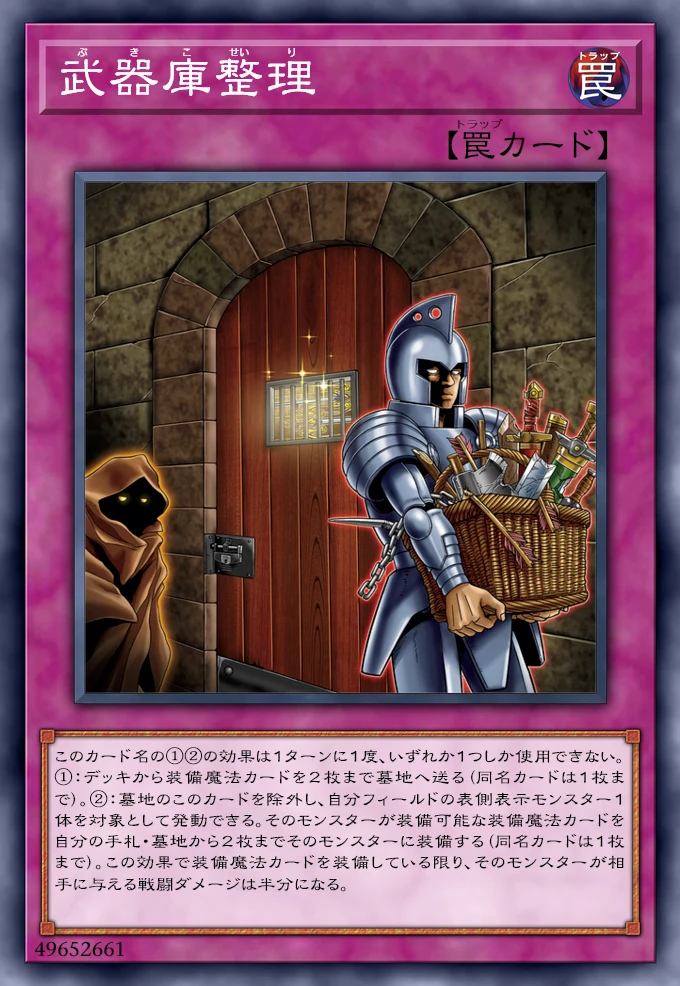 ぶきこせいり
武器庫整理
トラップ
罠
トラップ
【罠カード】
このカード名の①②の効果は1ターンに1度、いずれか1つしか使用できない。
①：デッキから装備魔法カードを2枚まで墓地へ送る(同名カードは1枚ま
で)。②：墓地のこのカードを除外し、自分フィールドの表側表示モンスター1
体を対象として発動できる。そのモンスターが装備可能な装備魔法カードを
自分の手札・墓地から2枚までそのモンスターに装備する(同名カードは1枚
まで)。この効果で装備魔法カードを装備している限り、そのモンスターが相
手に与える戦闘ダメージは半分になる。
49652661